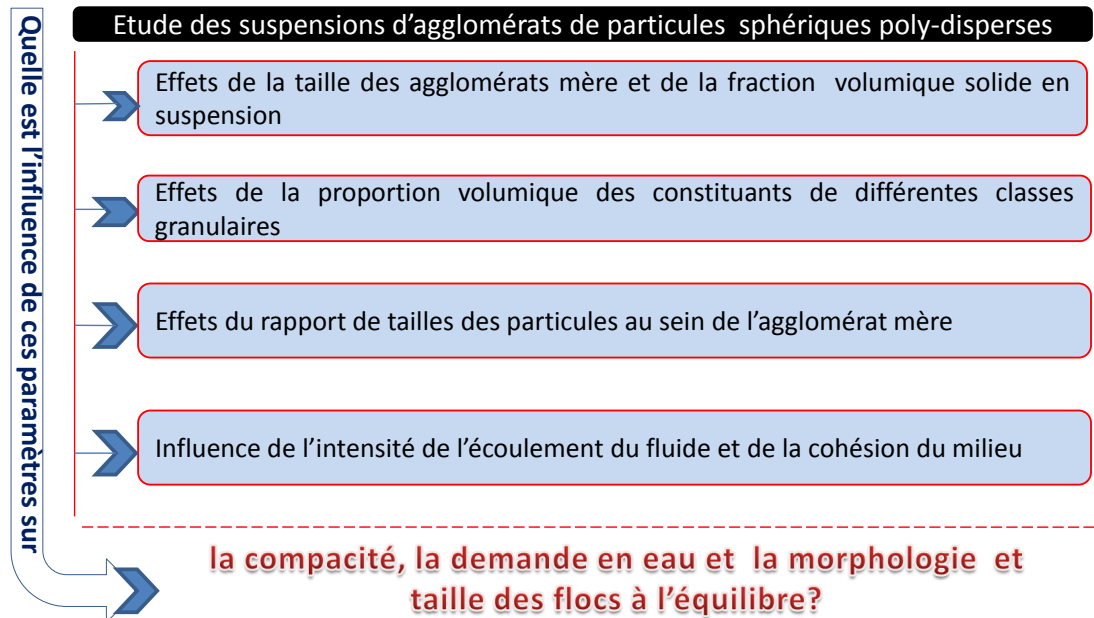 Etude des suspensions d'agglomérats de particules sphériques poly-disperses
Quelle est l'influence de ces paramètres sur
Effets de la taille des agglomérats mère et de la fraction volumique solide en
suspension
Effets de la proportion volumique des constituants de différentes classes
granulaires
Effets du rapport de tailles des particules au sein de l'agglomérat mère
Influence de l'intensité de l'écoulement du fluide et de la cohésion du milieu
la compacité, la demande en eau et la morphologie et
taille des flocs à l'équilibre?